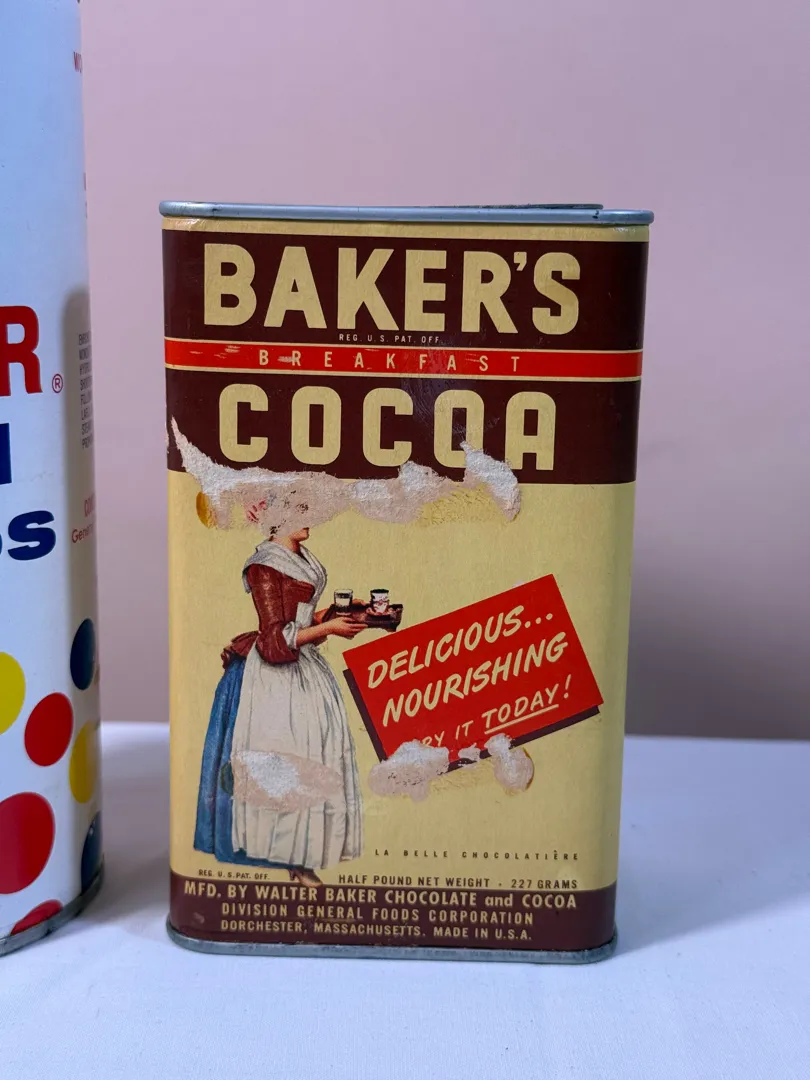 BAKER'S
REG. U.S. PAT. OFF.
BREAKFAST
COCOA
DELICIOUS...
NOURISHING
IT TODAY!
LA BELLE CHOCOLATIÈRE
REG. U.S. PAT. OFF.
HALF POUND NET WEIGHT - 227 GRAMS
MFD. BY WALTER BAKER CHOCOLATE and COCOA
DIVISION GENERAL FOODS CORPORATION
DORCHESTER, MASSACHUSETTS. MADE IN U.S.A.
R®